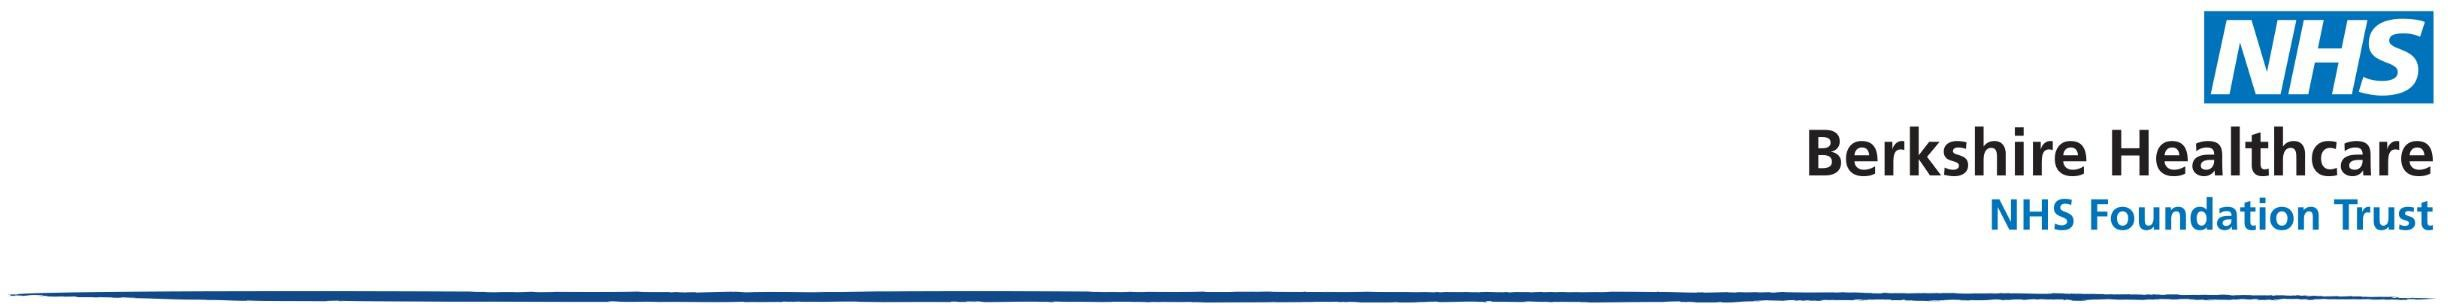 NHS
Berkshire Healthcare
NHS Foundation Trust